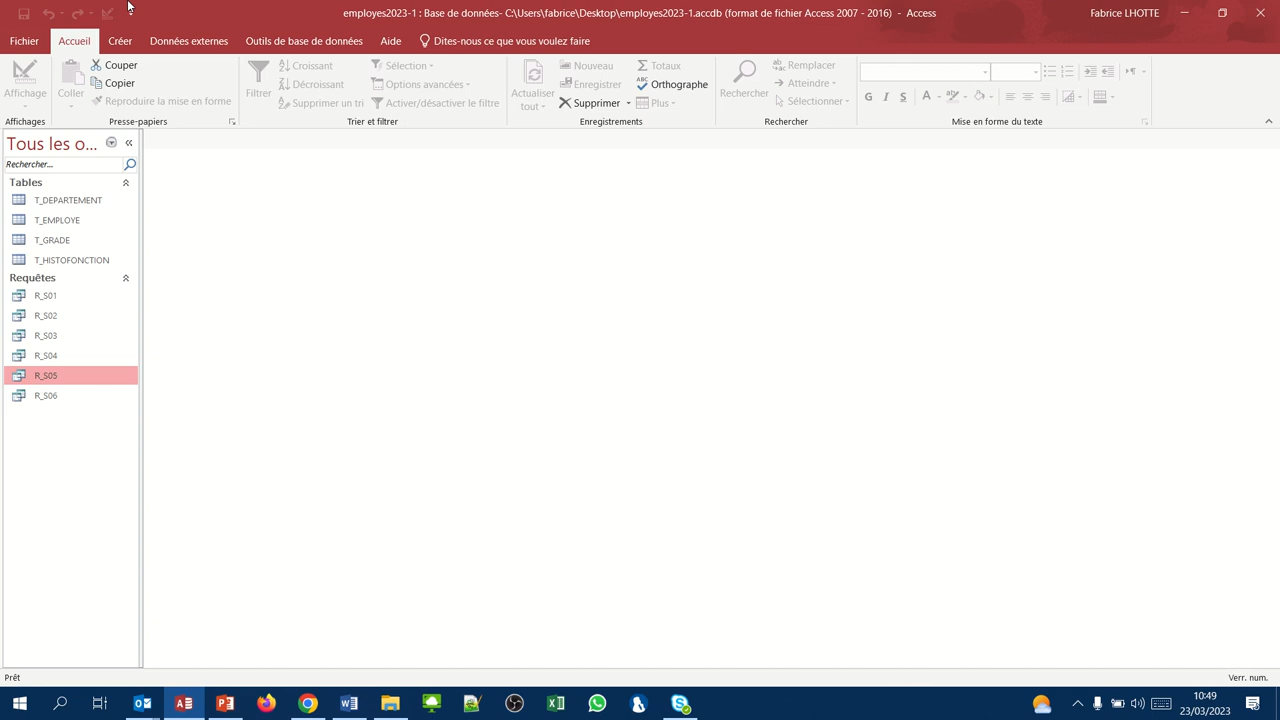 employes2023-1 : Base de données- C:\Users\fabrice\Desktop\employes2023-1.accdb (format de fichier Access 2007 - 2016) - Access
Fabrice LHOTTE
Fichier Accueil Créer Données externes Outils de base de données Aide Dites-nous ce que vous voulez faire
Affichage
Affichages
Coller
Couper
Copier
Reproduire la mise en forme
Presse-papiers
Filtrer
Croissant
Décroissant
Supprimer un tri
Sélection
Options avancées
Activer/désactiver le filtre
Trier et filtrer
Actualiser
tout
Nouveau
Enregistrer
Supprimer
Totaux
Orthographe
Plus
Enregistrements
Rechercher
Remplacer
Atteindre
Sélectionner
Rechercher
G I S A
Mise en forme du texte
Tous les o...
Rechercher...
Tables
T_DEPARTEMENT
T_EMPLOYE
T_GRADE
T_HISTOFONCTION
Requêtes
R_S01
R_S02
R_S03
R_S04
R_S05
R_S06
Prêt
Verr. num.
10:49
23/03/2023